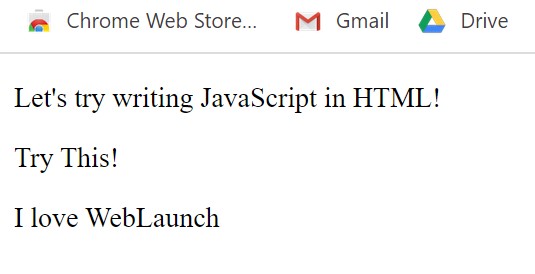 Chrome Web Store... Gmail Drive
Let's try writing JavaScript in HTML!
Try This!
I love WebLaunch